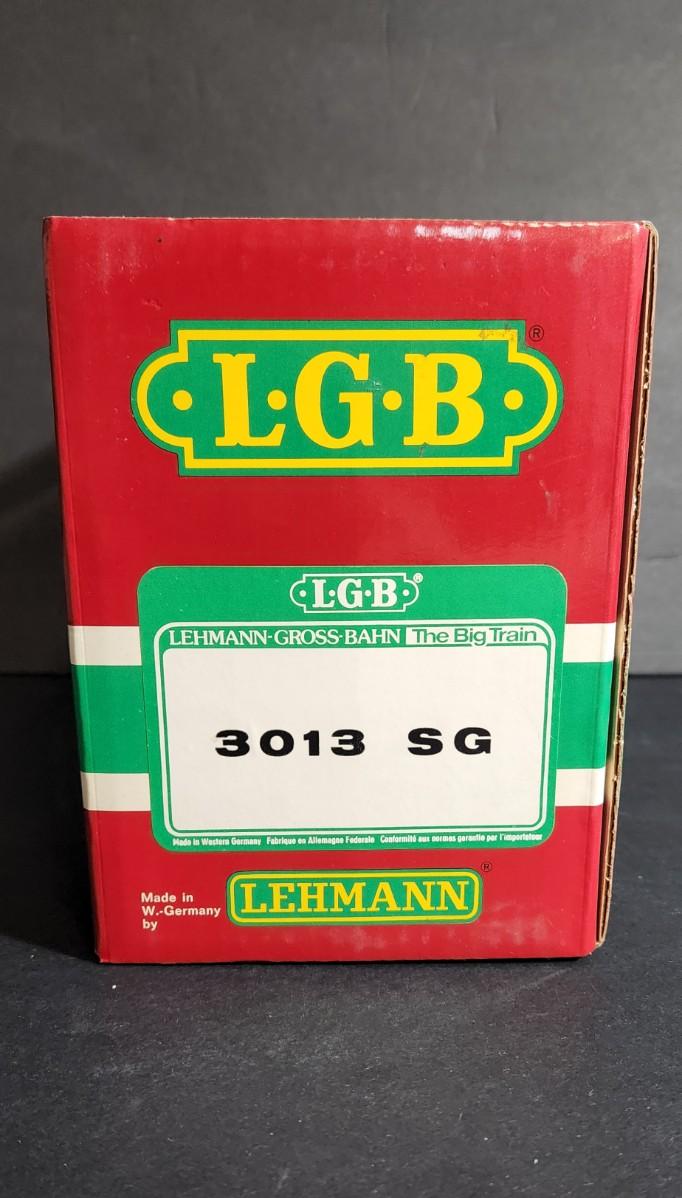 L·G·B ®
L·G·B ®
LEHMANN-GROSS-BAHN The Big Train
3013 SG
Made in Western Germany Fabrique en Allemagne Federale Conformité aux normes garantie par l'importateur
Made in
W.-Germany
by
LEHMANN ®